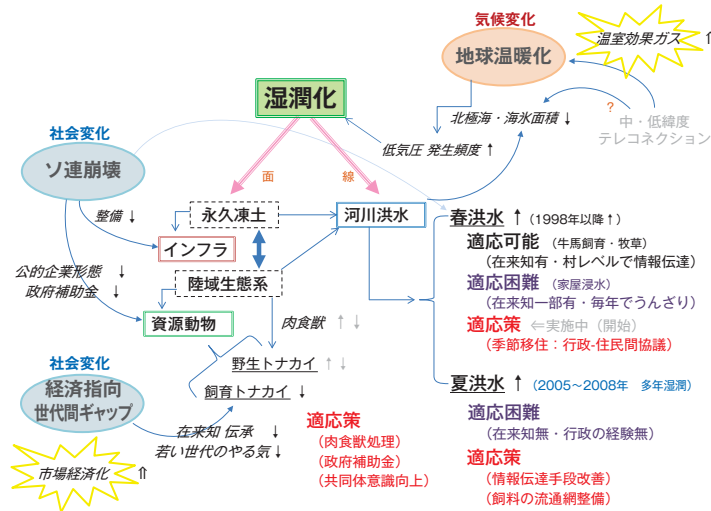 気候変化
温室効果ガス ⇑
地球温暖化
湿潤化
北極海・海氷面積 ↓
?
中・低緯度
テレコネクション
低気圧 発生頻度 ↑
社会変化
ソ連崩壊
面
線
整備 ↓
永久凍土
河川洪水
インフラ
公的企業形態 ↓
政府補助金 ↓
陸域生態系
資源動物
肉食獣 ↑ ↓
野生トナカイ ↑ ↓
飼育トナカイ ↓
社会変化
経済指向
世代間ギャップ
在来知 伝承 ↓
若い世代のやる気 ↓
市場経済化 ⇑
適応策
（肉食獣処理）
（政府補助金）
（共同体意識向上）
春洪水 ↑ （1998年以降↑）
適応可能 （牛馬飼育・牧草）
（在来知有・村レベルで情報伝達）
適応困難 （家屋浸水）
（在来知一部有・毎年でうんざり）
適応策 ⇐実施中（開始）
（季節移住：行政-住民間協議）
夏洪水 ↑ （2005～2008年 多年湿潤）
適応困難
（在来知無・行政の経験無）
適応策
（情報伝達手段改善）
（飼料の流通網整備）